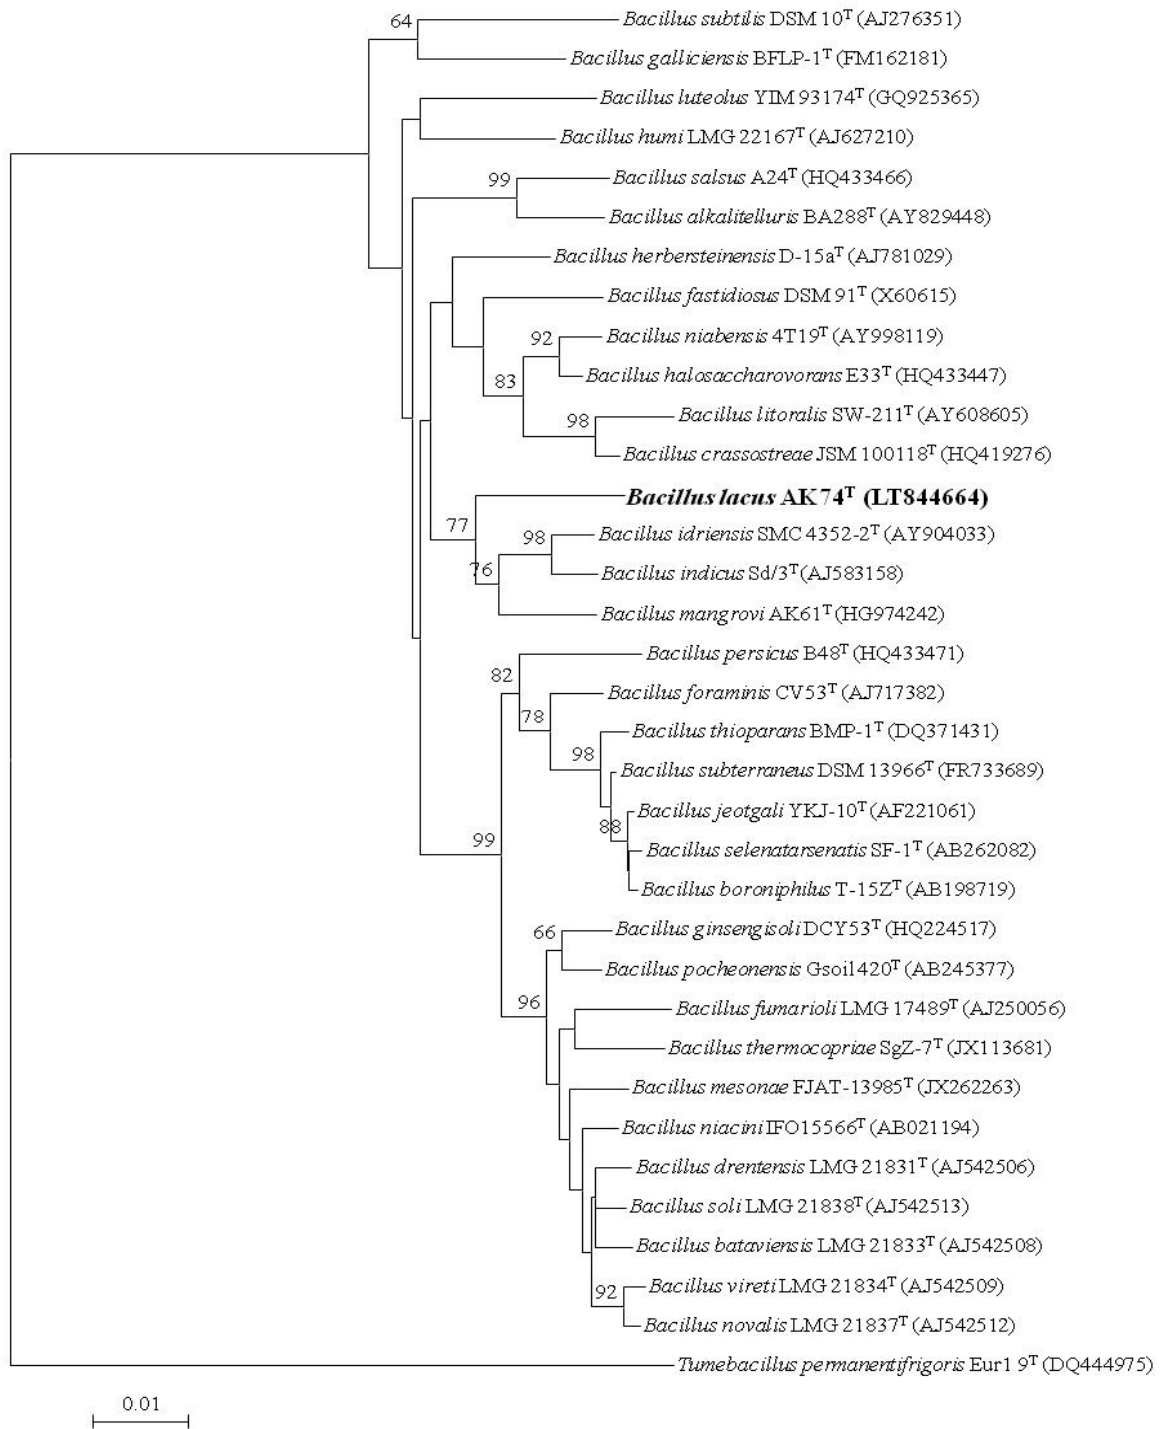 64
Bacillus subtilis DSM 10T (AJ276351)
Bacillus galliciensis BFLP-1T (FM162181)
Bacillus luteolus YIM 93174T (GQ925365)
Bacillus humi LMG 22167T (AJ627210)
99
Bacillus salsus A24T (HQ433466)
Bacillus alkalitelluris BA288T (AY829448)
Bacillus herbersteinensis D-15aT (AJ781029)
Bacillus fastidiosus DSM 91T (X60615)
92
Bacillus niabensis 4T19T (AY998119)
Bacillus halosaccharovorans E33T (HQ433447)
83
98
Bacillus litoralis SW-211T (AY608605)
Bacillus crassostreae JSM 100118T (HQ419276)
Bacillus lacus AK74T (LT844664)
77
98
Bacillus idriensis SMC 4352-2T (AY904033)
76
Bacillus indicus Sd/3T (AJ583158)
Bacillus mangrovi AK61T (HG974242)
Bacillus persicus B48T (HQ433471)
82
Bacillus foraminis CV53T (AJ717382)
78
Bacillus thioparans BMP-1T (DQ371431)
98
Bacillus subterraneus DSM 13966T (FR733689)
Bacillus jeotgali YKJ-10T (AF221061)
88
99
Bacillus selenatarsenatis SF-1T (AB262082)
Bacillus boroniphilus T-15ZT (AB198719)
66
Bacillus ginsengisoli DCY53T (HQ224517)
Bacillus pocheonensis Gsoil 420T (AB245377)
96
Bacillus fumarioli LMG 17489T (AJ250056)
Bacillus thermocopriae SgZ-7T (JX113681)
Bacillus mesonae FJAT-13985T (JX262263)
Bacillus niacini IFO15566T (AB021194)
Bacillus drentensis LMG 21831T (AJ542506)
Bacillus soli LMG 21838T (AJ542513)
Bacillus bataviensis LMG 21833T (AJ542508)
92
Bacillus vireti LMG 21834T (AJ542509)
Bacillus novalis LMG 21837T (AJ542512)
Tumebacillus permanentifrigoris Eur1 9T (DQ444975)
0.01